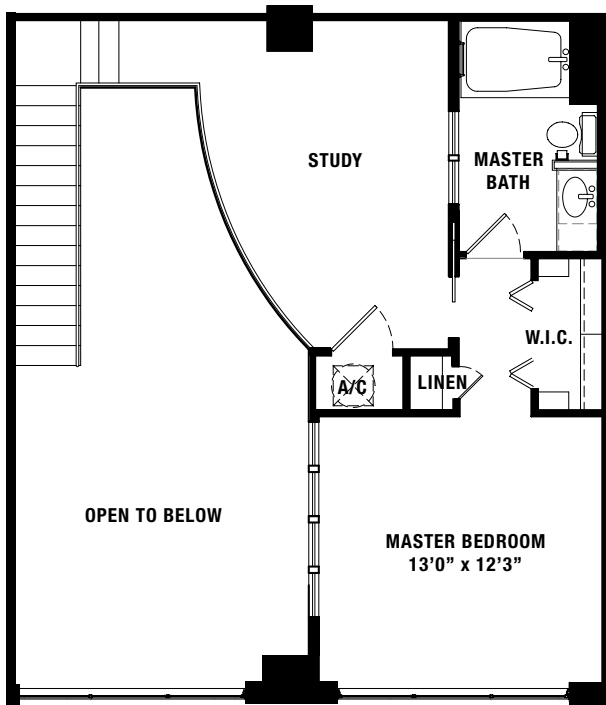 STUDY
MASTER
BATH
W.I.C.
A/C
LINEN
OPEN TO BELOW
MASTER BEDROOM
13’0” x 12’3”